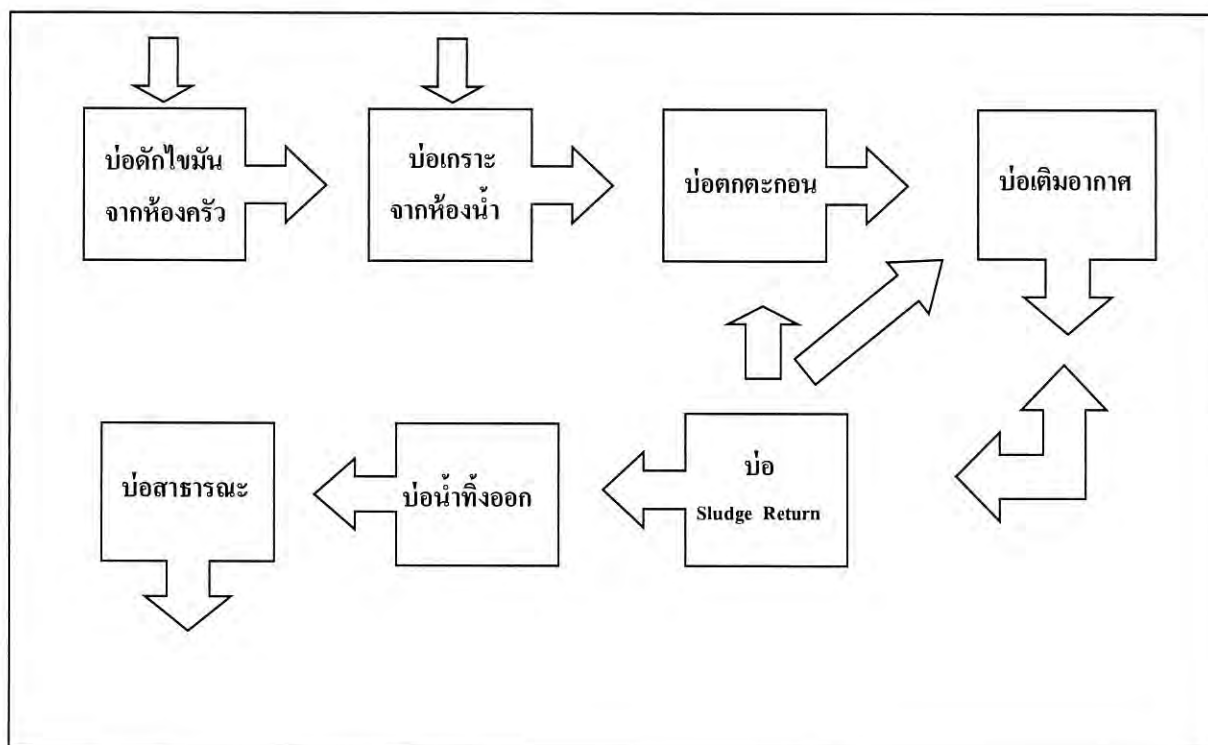 บ่อดักไขมัน
จากห้องครัว
บ่อเกราะ
จากห้องน้ำ
บ่อตกตะกอน
บ่อเติมอากาศ
บ่อสาธารณะ
บ่อน้ำทิ้งออก
บ่อ
Sludge Return